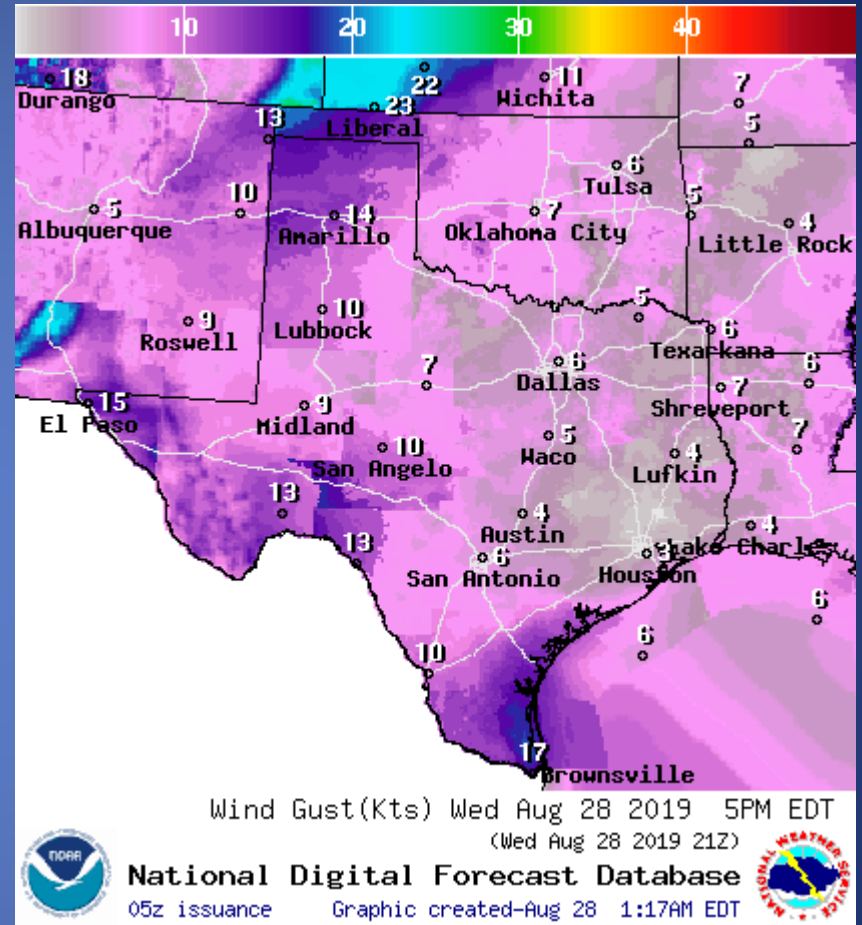 10 20 30 40
18 22 11 7
Durango 23 Wichita
13 Liberal 5
6
Tulsa
5 10 14 7 5 4
Albuquerque Amarillo Oklahoma City Little Rock
9 10 5 6
Roswell Lubbock Texarkana
7 6 6
Dallas 7
15 9 Shreveport
El Paso Midland 5 7
10 Waco 4
San Angelo Lufkin
13 4 4
13 Austin 3 Lake Charles
6 Houston
San Antonio
6
10 6
17
Brownsville
Wind Gust(Kts) Wed Aug 28 2019 5PM EDT
(Wed Aug 28 2019 21Z)
National Digital Forecast Database
05z issuance Graphic created-Aug 28 1:17AM EDT
NOAA
NATIONAL WEATHER SERVICE